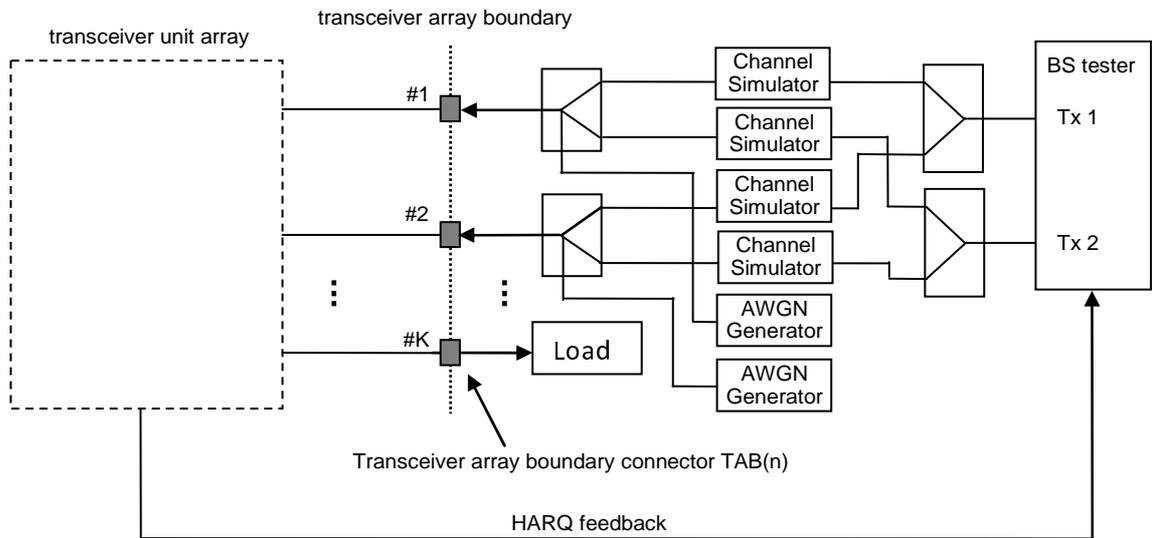 transceiver array boundary
transceiver unit array
Channel
Simulator
BS tester
#1
Tx 1
Channel
Simulator
Channel
Simulator
#2
Tx 2
Channel
Simulator
AWGN
Generator
#K
Load
AWGN
Generator
Transceiver array boundary connector TAB(n)
HARQ feedback